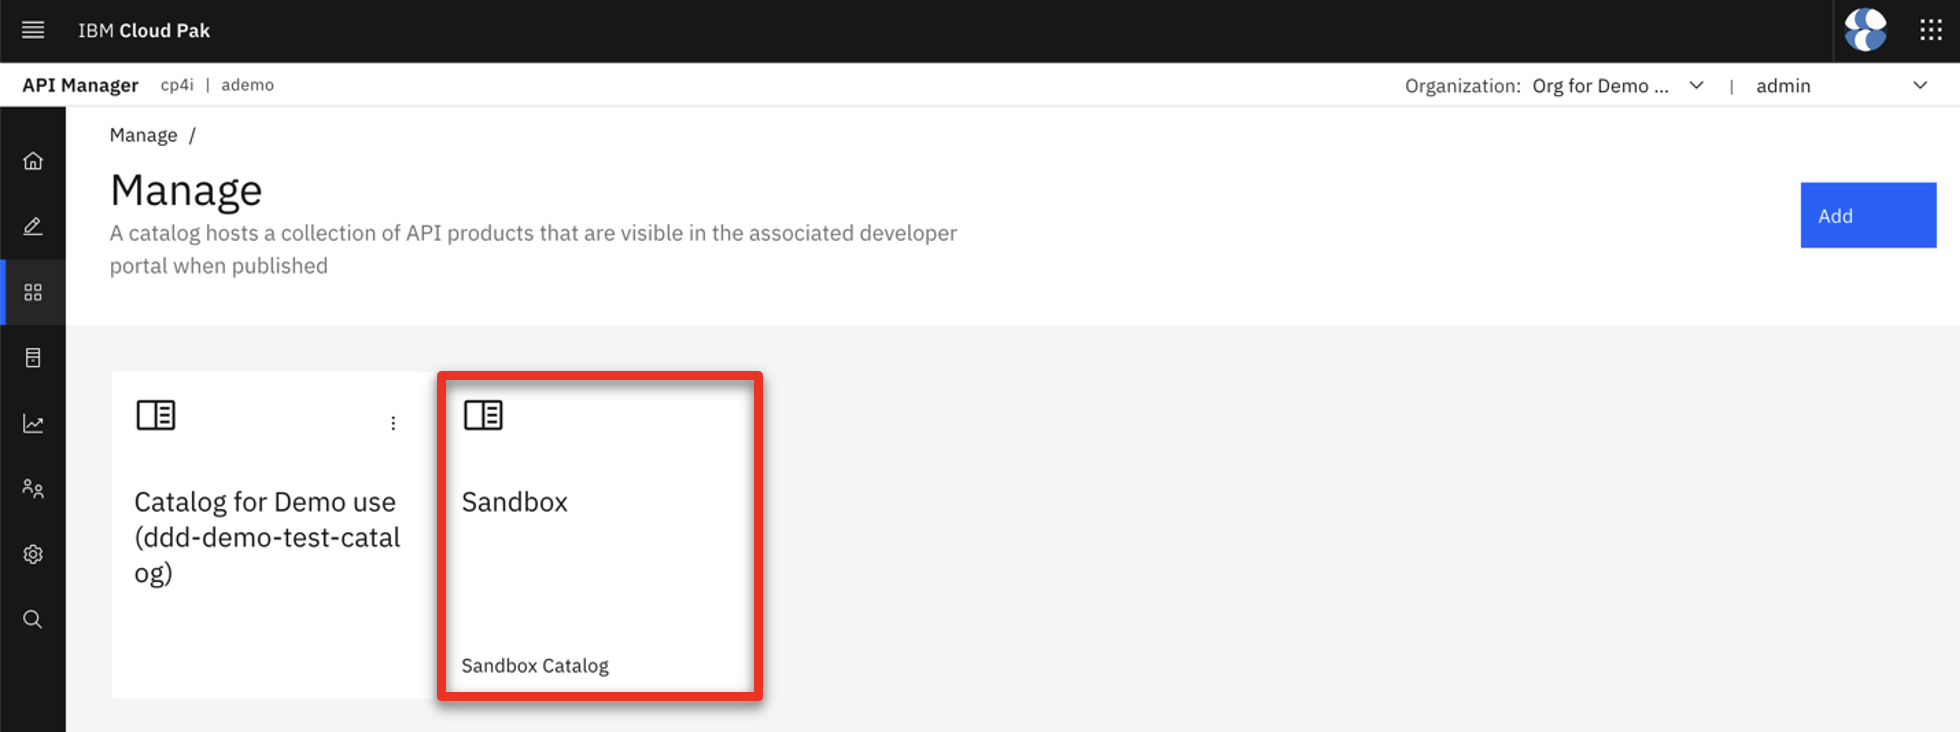 IBM Cloud Pak
API Manager cp4i | ademo
Organization: Org for Demo ... | admin
Manage /
Manage
A catalog hosts a collection of API products that are visible in the associated developer
portal when published
Add
Catalog for Demo use
(ddd-demo-test-catal
og)
Sandbox
Sandbox Catalog